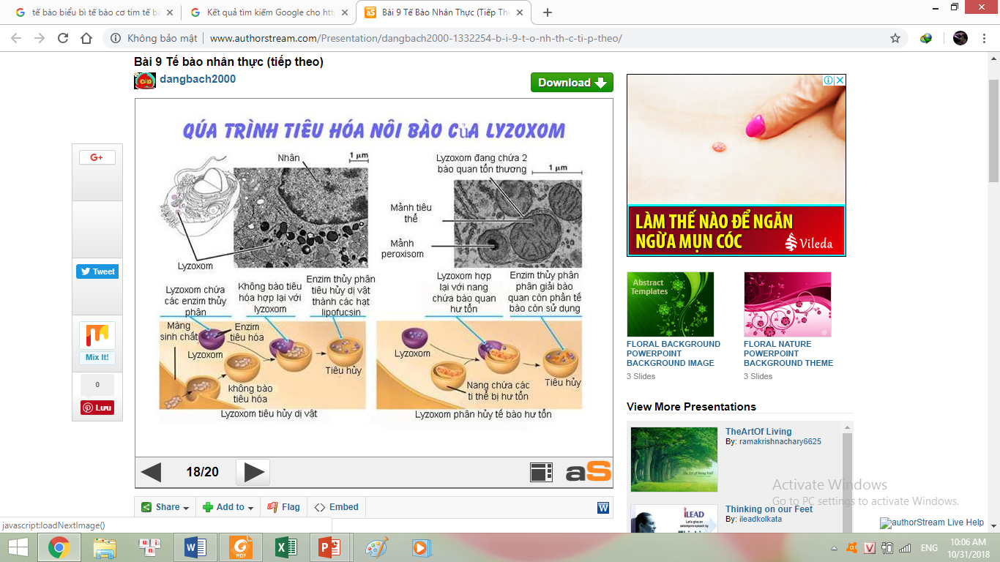 tế bào biểu bì tế bào cơ tim tế bà
Kết quả tìm kiếm Google cho htt
Bài 9 Tế Bào Nhân Thực (Tiếp The
Không bảo mật
www.authorstream.com/Presentation/dangbach2000-1332254-b-i-9-t-o-nh-th-c-ti-p-theo/
Bài 9 Tế bào nhân thực (tiếp theo)
dangbach2000
Download
G+
Tweet
Mix It!
0
Lưu
QÚA TRÌNH TIÊU HÓA NÔI BÀO CỦA LYZOXOM
Nhân
1 µm
Lyzoxom
Lyzoxom đang chứa 2
bào quan tổn thương
1 µm
Mảnh tiêu
thể
Mảnh
peroxisom
Lyzoxom chứa
các enzim thủy
phân
Không bào tiêu
hóa hợp lại với
lyzoxom
Enzim thủy phân
tiêu hủy dị vật
thành các hạt
lipofucsin
Lyzoxom hợp
lại với nang
chứa bào quan
hư tổn
Enzim thủy phân
phân giải bào
quan còn phần tế
bào còn sử dụng
Màng
sinh chất
Enzim
tiêu hóa
Lyzoxom
không bào
tiêu hóa
Tiêu hủy
Lyzoxom tiêu hủy dị vật
Lyzoxom
Nang chứa các
ti thể bị hư tổn
Tiêu hủy
Lyzoxom phân hủy tế bào hư tổn
18/20
aS
Share
Add to
Flag
Embed
W
LÀM THẾ NÀO ĐỂ NGĂN
NGỪA MỤN CÓC
Vileda
Abstract
Templates
FLORAL BACKGROUND
POWERPOINT
BACKGROUND IMAGE
3 Slides
FLORAL NATURE
POWERPOINT
BACKGROUND THEME
3 Slides
View More Presentations
TheArtOf Living
By: ramakrishnachary6625
Thinking on our Feet
By: ileadkolkata
iLEAD
Activate Windows
Go to PC settings to activate Windows.
authorStream Live Help
javascript:loadNextImage()
ENG
10:06 AM
10/31/2018